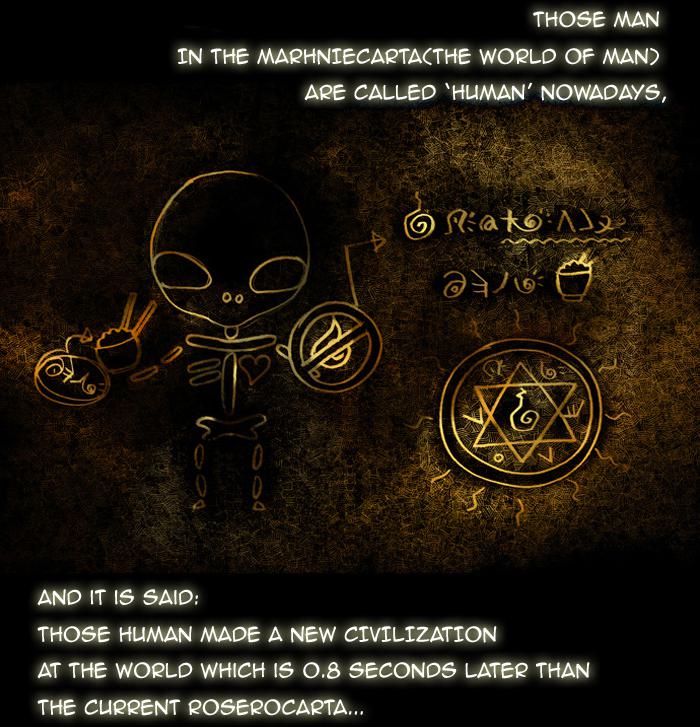 THOSE MAN
IN THE MARHNIECARTA(THE WORLD OF MAN)
ARE CALLED 'HUMAN' NOWADAYS,
AND IT IS SAID:
THOSE HUMAN MADE A NEW CIVILIZATION
AT THE WORLD WHICH IS 0.8 SECONDS LATER THAN
THE CURRENT ROSEROCARTA...